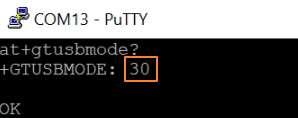 COM13 - PuTTY
at+gtusbmode?
+GTUSBMODE: 30
OK